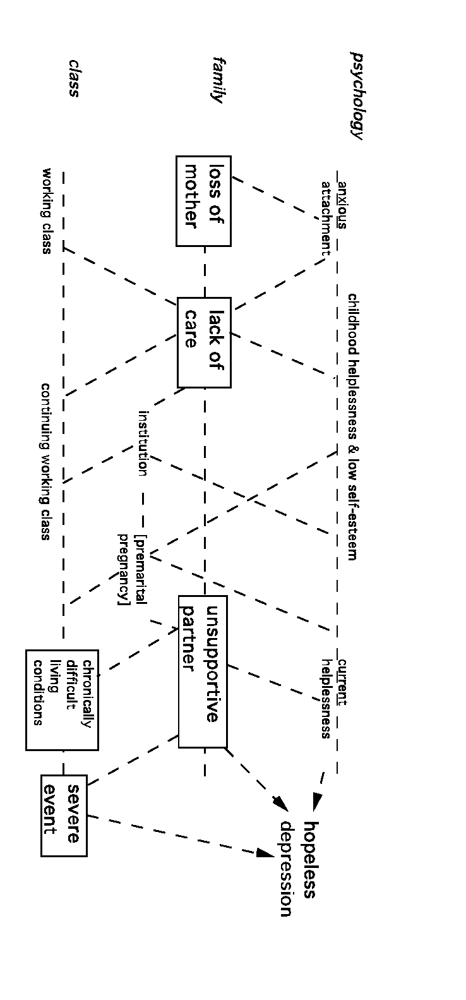 psychology
anxious
attachment
childhood helplessness & low self-esteem
current
helplessness
hopeless
depression
family
loss of
mother
lack of
care
unsupportive
partner
institution
[premarital
pregnancy]
class
working class
continuing working class
chronically
difficult
living
conditions
severe
event